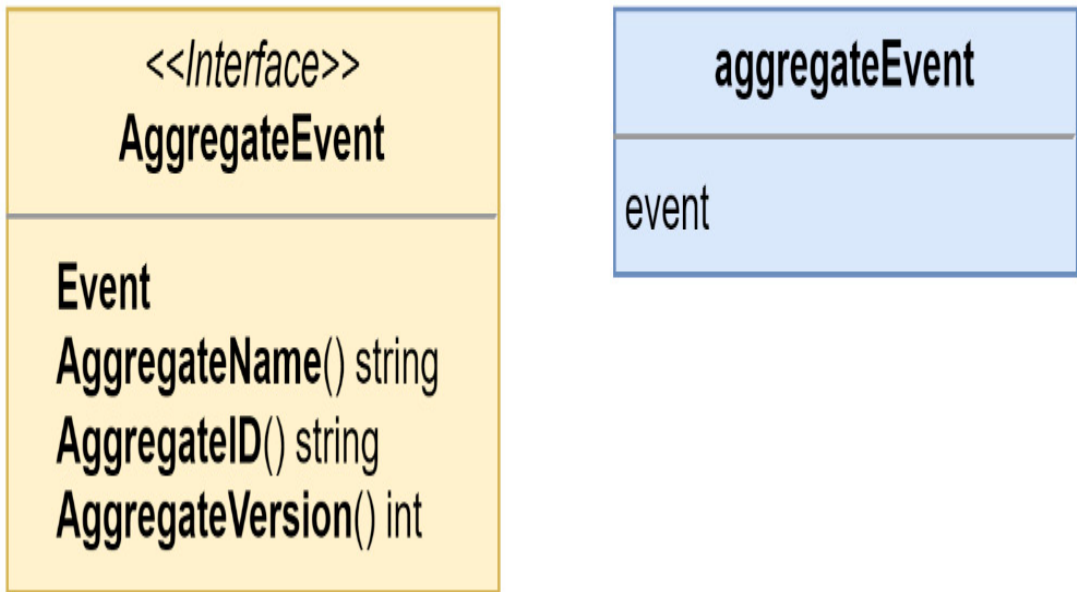 <<Interface>>
AggregateEvent
Event
AggregateName() string
AggregateID() string
AggregateVersion() int
aggregateEvent
event